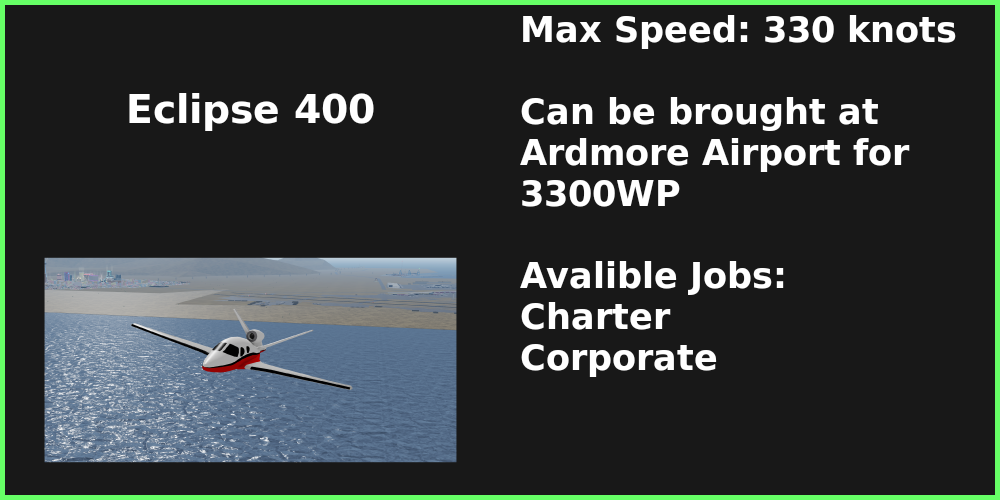 Eclipse 400
Max Speed: 330 knots
Can be brought at
Ardmore Airport for
3300WP
Avalible Jobs:
Charter
Corporate